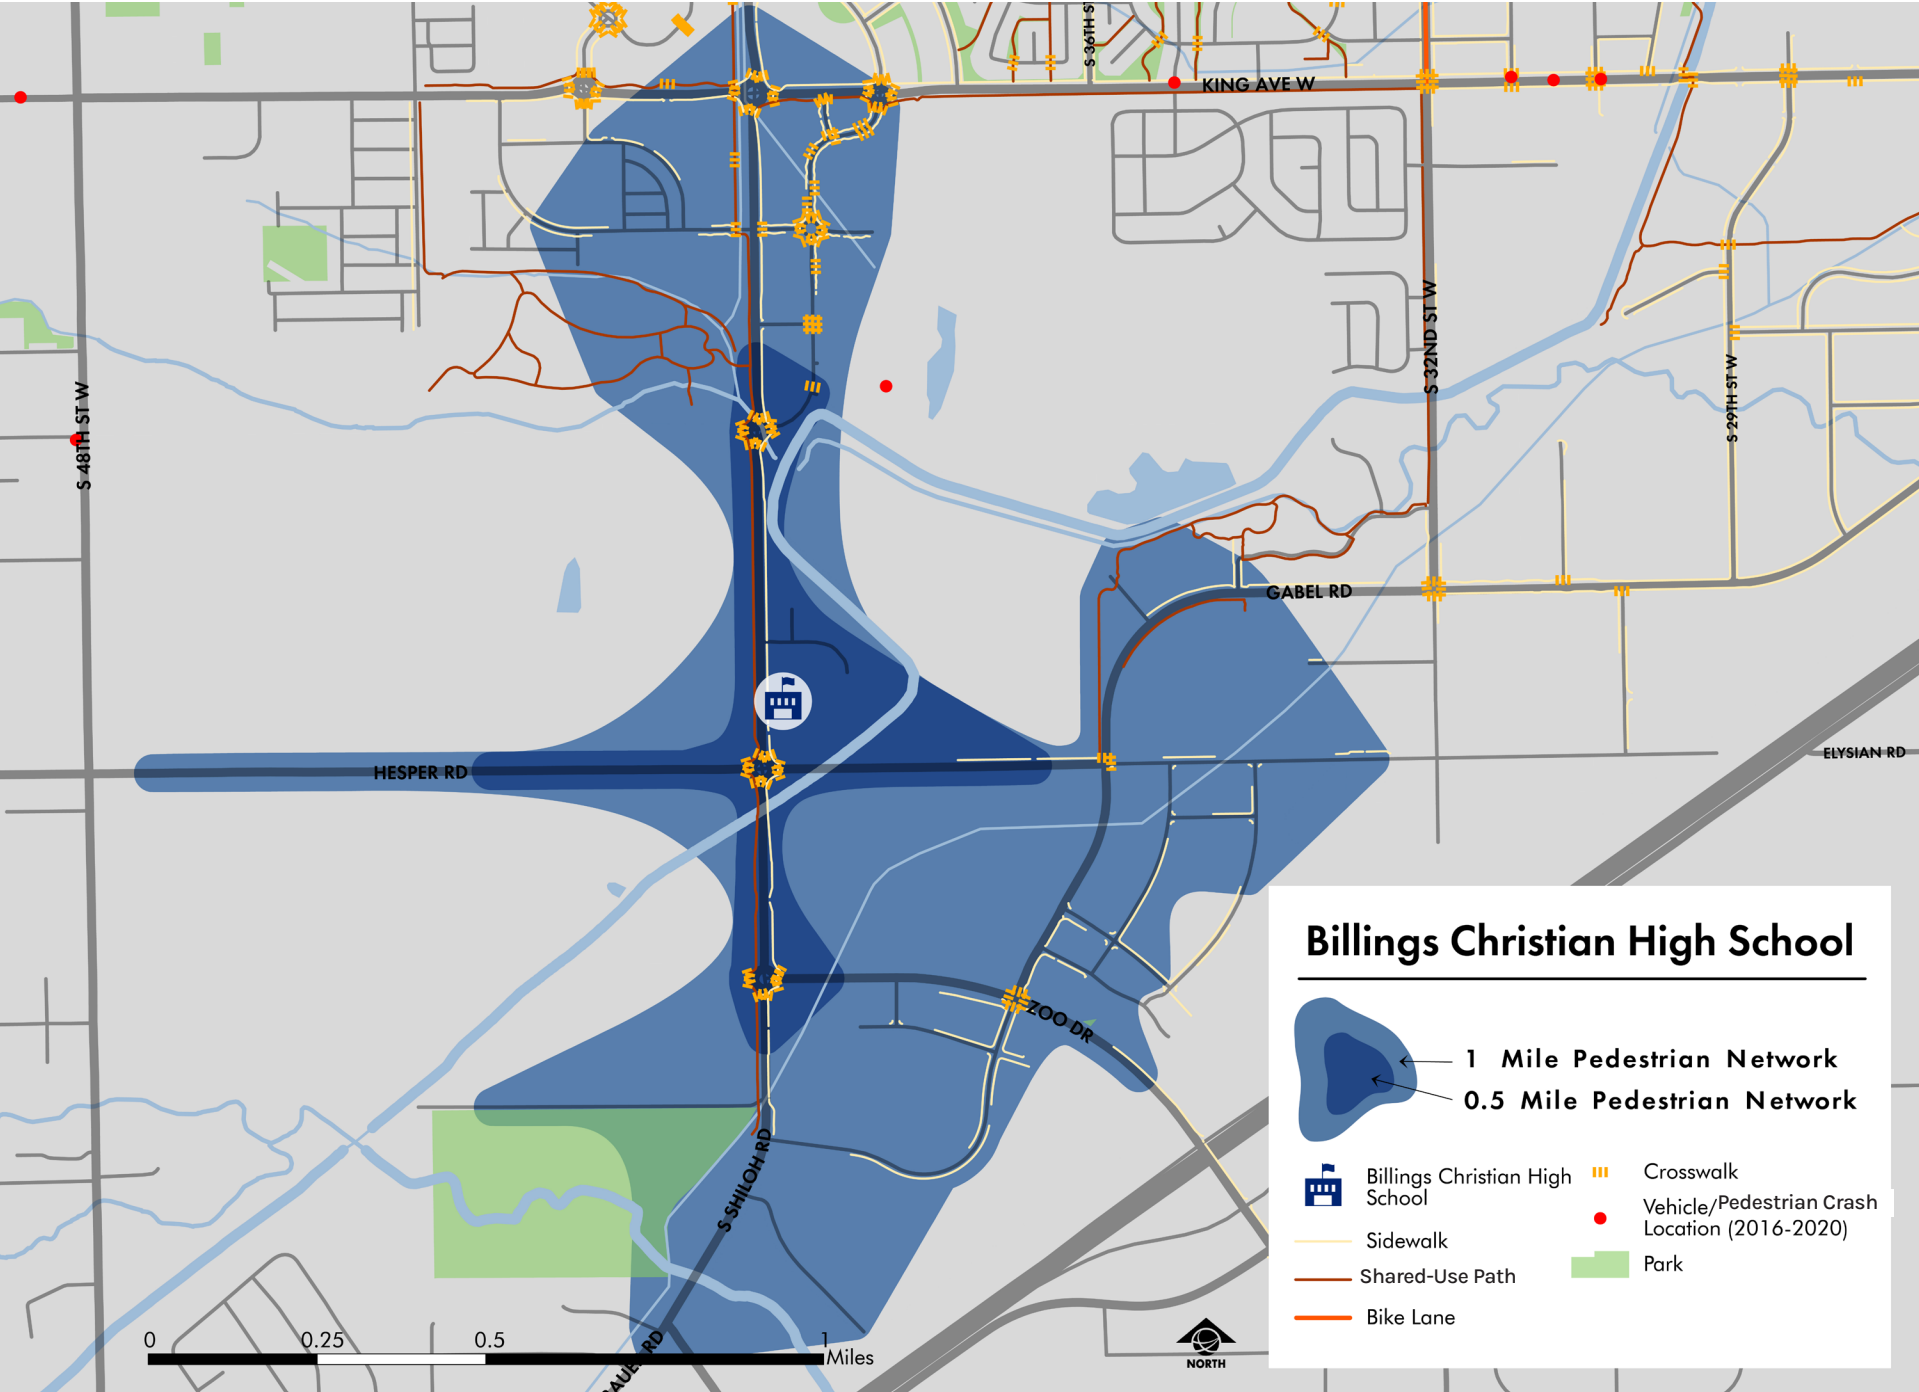 S 36TH ST
KING AVE W
S 32ND ST W
S 48TH ST W
S 29TH ST W
GABEL RD
ELYSIAN RD
HESPER RD
ZOO DR
S SHILOH RD
RD
0 0.25 0.5 1
Miles
NORTH
Billings Christian High School
1 Mile Pedestrian Network
0.5 Mile Pedestrian Network
Billings Christian High
School
Sidewalk
Shared-Use Path
Bike Lane
Crosswalk
Vehicle/Pedestrian Crash
Location (2016-2020)
Park